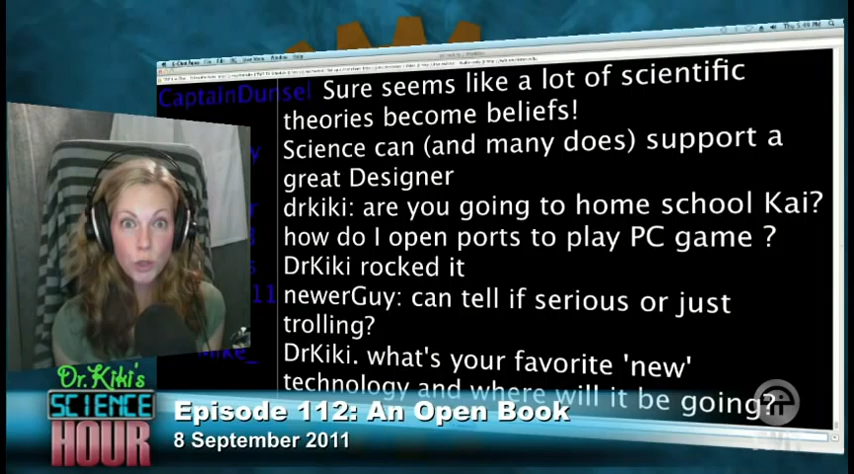 CaptainDunsel Sure seems like a lot of scientific
theories become beliefs!
Science can (and many does) support a
great Designer
drkiki: are you going to home school Kai?
how do I open ports to play PC game ?
DrKiki rocked it
newerGuy: can tell if serious or just
trolling?
Mike_ DrKiki. what's your favorite 'new'
technology and where will it be going?
Dr.Kiki's
SCIENCE
HOUR
Episode 112: An Open Book
8 September 2011